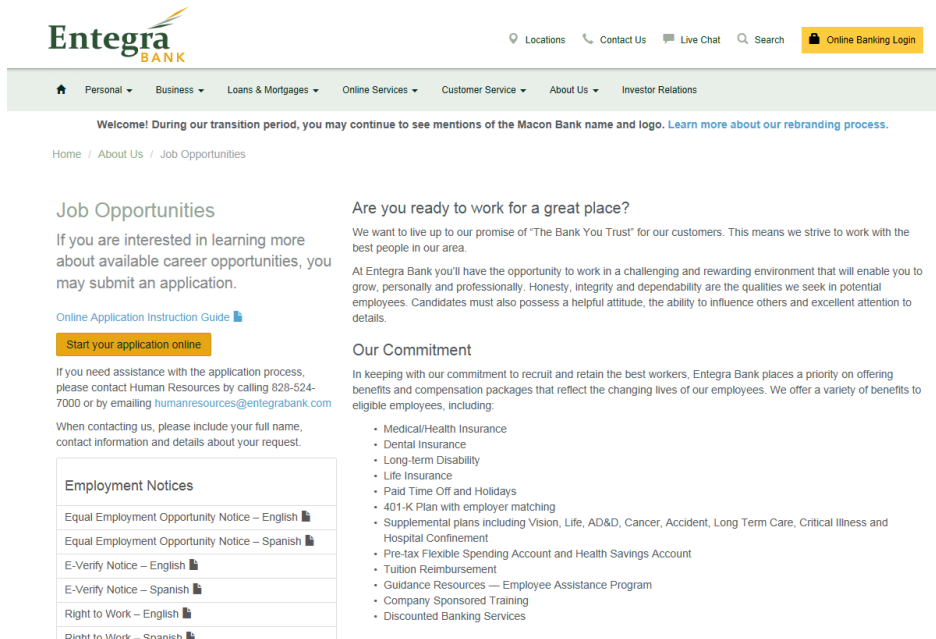 Entegra
BANK
Locations
Contact Us
Live Chat
Search
Online Banking Login
Personal
Business
Loans & Mortgages
Online Services
Customer Service
About Us
Investor Relations
Welcome! During our transition period, you may continue to see mentions of the Macon Bank name and logo. Learn more about our rebranding process.
Home / About Us / Job Opportunities
Job Opportunities
If you are interested in learning more
about available career opportunities, you
may submit an application.
Online Application Instruction Guide
Start your application online
If you need assistance with the application process,
please contact Human Resources by calling 828-524-
7000 or by emailing humanresources@entegrabank.com
When contacting us, please include your full name,
contact information and details about your request.
Employment Notices
Equal Employment Opportunity Notice – English
Equal Employment Opportunity Notice – Spanish
E-Verify Notice – English
E-Verify Notice – Spanish
Right to Work – English
Right to Work – Spanish
Are you ready to work for a great place?
We want to live up to our promise of “The Bank You Trust” for our customers. This means we strive to work with the
best people in our area.
At Entegra Bank you’ll have the opportunity to work in a challenging and rewarding environment that will enable you to
grow, personally and professionally. Honesty, integrity and dependability are the qualities we seek in potential
employees. Candidates must also possess a helpful attitude, the ability to influence others and excellent attention to
details.
Our Commitment
In keeping with our commitment to recruit and retain the best workers, Entegra Bank places a priority on offering
benefits and compensation packages that reflect the changing lives of our employees. We offer a variety of benefits to
eligible employees, including:
• Medical/Health Insurance
• Dental Insurance
• Long-term Disability
• Life Insurance
• Paid Time Off and Holidays
• 401-K Plan with employer matching
• Supplemental plans including Vision, Life, AD&D, Cancer, Accident, Long Term Care, Critical Illness and
Hospital Confinement
• Pre-tax Flexible Spending Account and Health Savings Account
• Tuition Reimbursement
• Guidance Resources — Employee Assistance Program
• Company Sponsored Training
• Discounted Banking Services